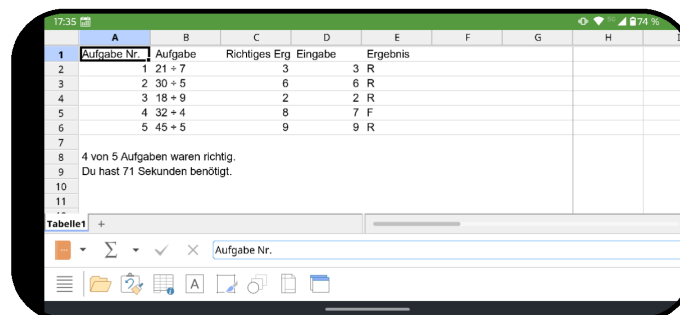 17:35 5G 74 %
A B C D E F G H I
1 Aufgabe Nr. Aufgabe Richtiges Erg Eingabe Ergebnis
2 1 21 ÷ 7 3 3 R
3 2 30 ÷ 5 6 6 R
4 3 18 ÷ 9 2 2 R
5 4 32 ÷ 4 8 7 F
6 5 45 ÷ 5 9 9 R
7
8 4 von 5 Aufgaben waren richtig.
9 Du hast 71 Sekunden benötigt.
10
11
Tabelle1 +
Σ Aufgabe Nr.
A